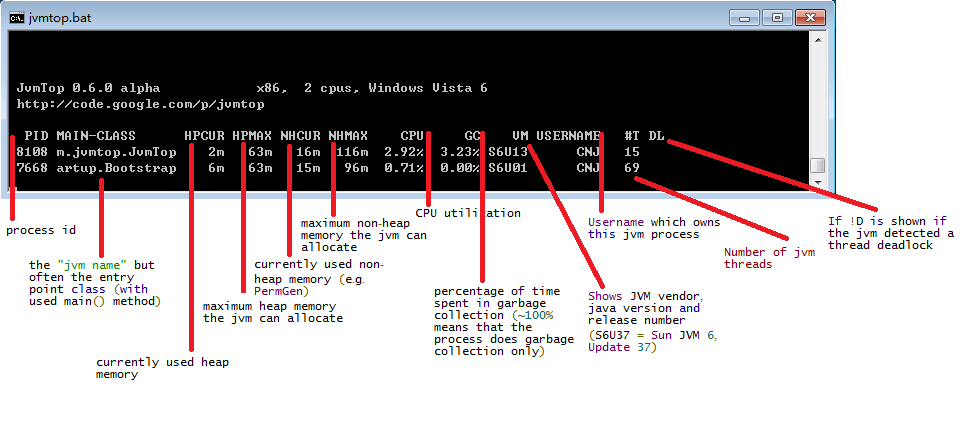 jvmtop.bat
JvmTop 0.6.0 alpha x86, 2 cpus, Windows Vista 6
http://code.google.com/p/jvmtop
PID MAIN-CLASS HPCUR HPMAX NHCUR NHMAX CPU GC VM USERNAME #T DL
8108 m.jvmtop.JvmTop 2m 63m 16m 116m 2.92% 3.23% S6U13 CNJ 15
7668 artup.Bootstrap 6m 63m 15m 96m 0.71% 0.00% S6U01 CNJ 69
process id
the "jvm name" but
often the entry
point class (with
used main() method)
currently used heap
memory
maximum heap memory
the jvm can allocate
currently used non-
heap memory (e.g.
PermGen)
maximum non-heap
memory the jvm can
allocate
CPU utilization
percentage of time
spent in garbage
collection (~100%
means that the
process does garbage
collection only)
Shows JVM vendor,
java version and
release number
(S6U37 = Sun JVM 6,
Update 37)
Username which owns
this jvm process
Number of jvm
threads
If !D is shown if
the jvm detected a
thread deadlock